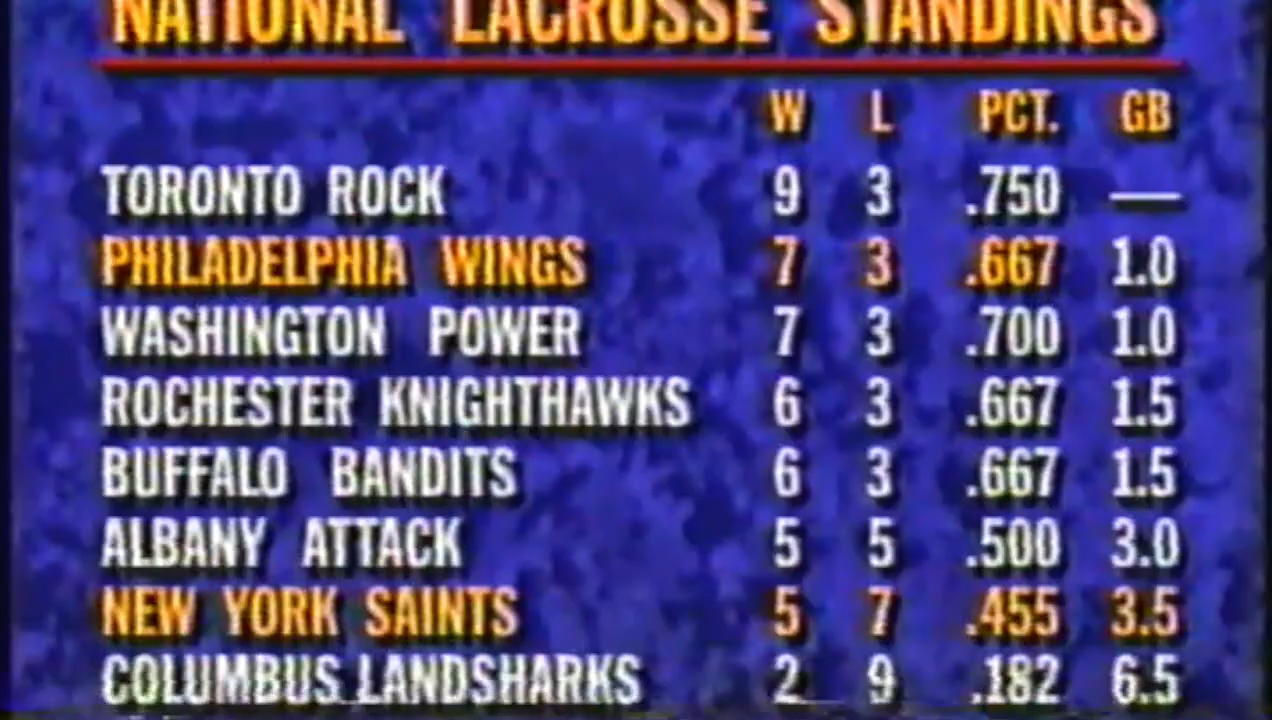 NATIONAL LACROSSE STANDINGS
W L PCT. GB
TORONTO ROCK 9 3 .750 —
PHILADELPHIA WINGS 7 3 .667 1.0
WASHINGTON POWER 7 3 .700 1.0
ROCHESTER KNIGHTHAWKS 6 3 .667 1.5
BUFFALO BANDITS 6 3 .667 1.5
ALBANY ATTACK 5 5 .500 3.0
NEW YORK SAINTS 5 7 .455 3.5
COLUMBUS LANDSHARKS 2 9 .182 6.5